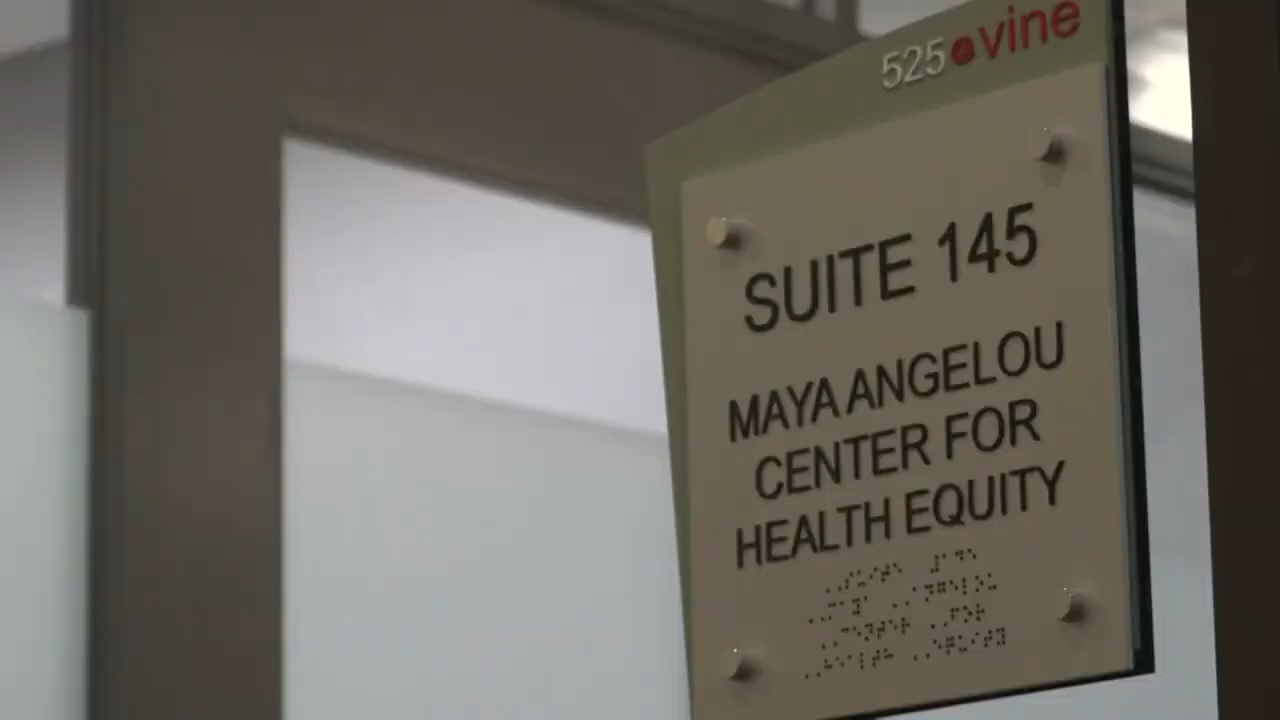 525@vine
SUITE 145
MAYA ANGELOU
CENTER FOR
HEALTH EQUITY